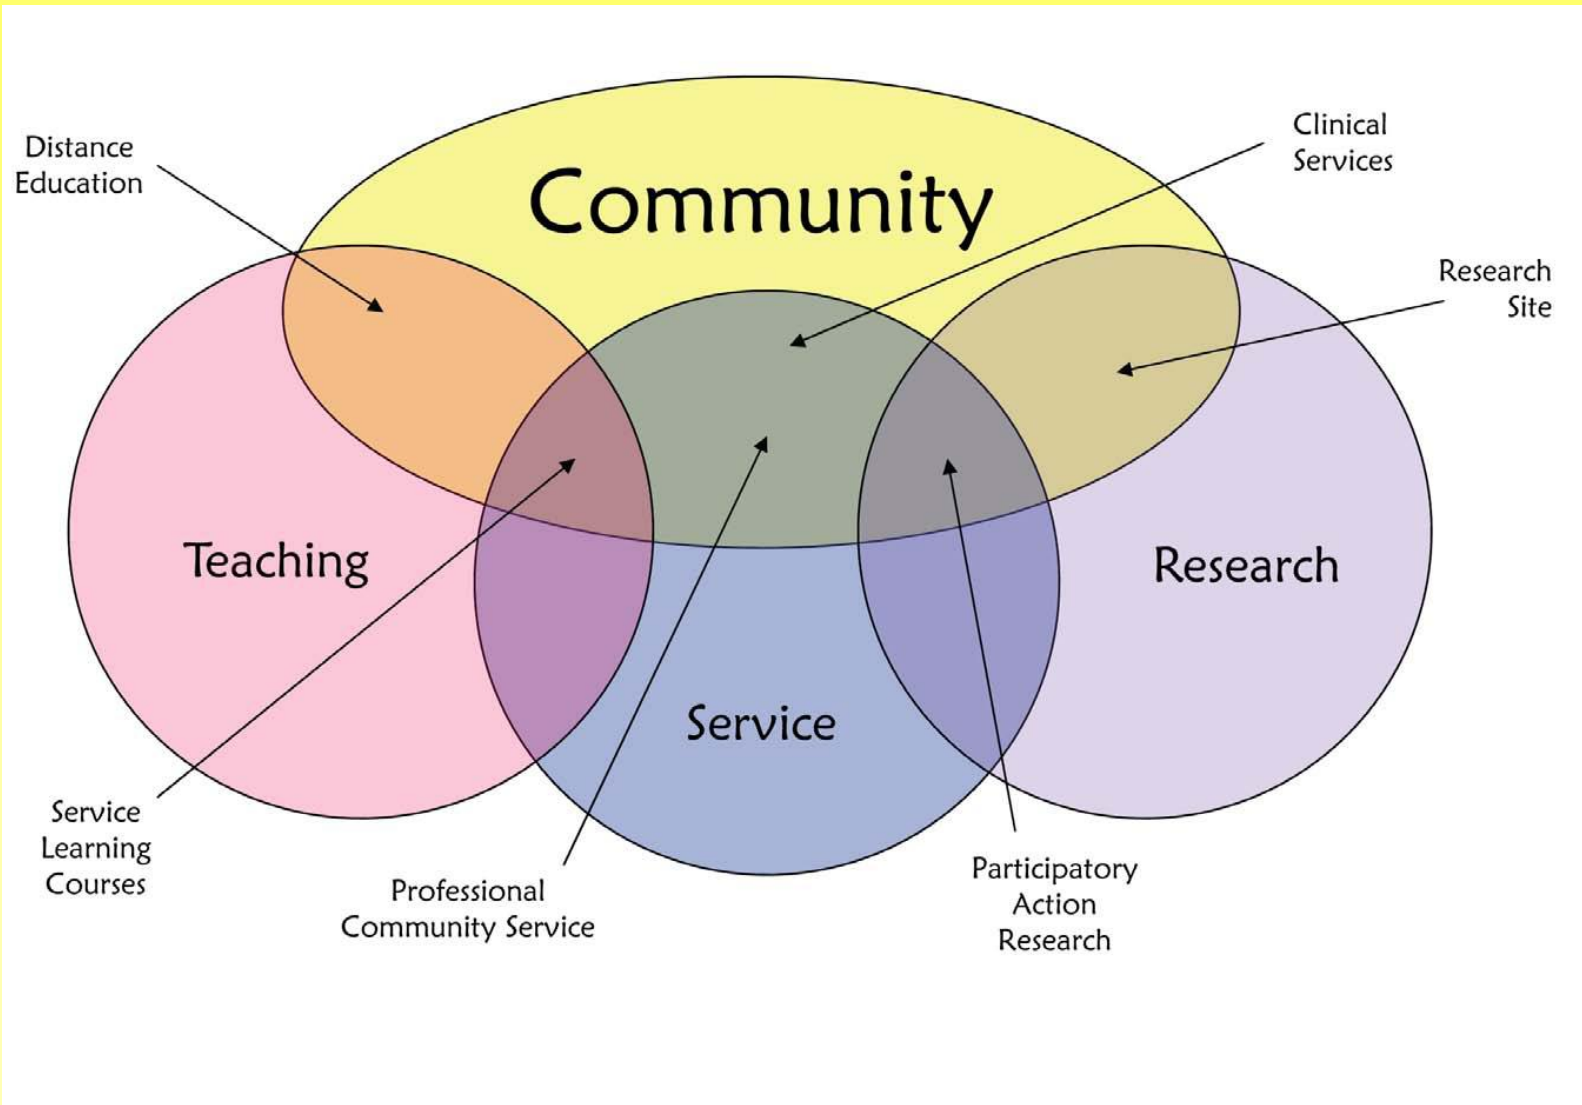 Distance
Education
Clinical
Services
Community
Research
Site
Teaching
Research
Service
Service
Learning
Courses
Professional
Community Service
Participatory
Action
Research